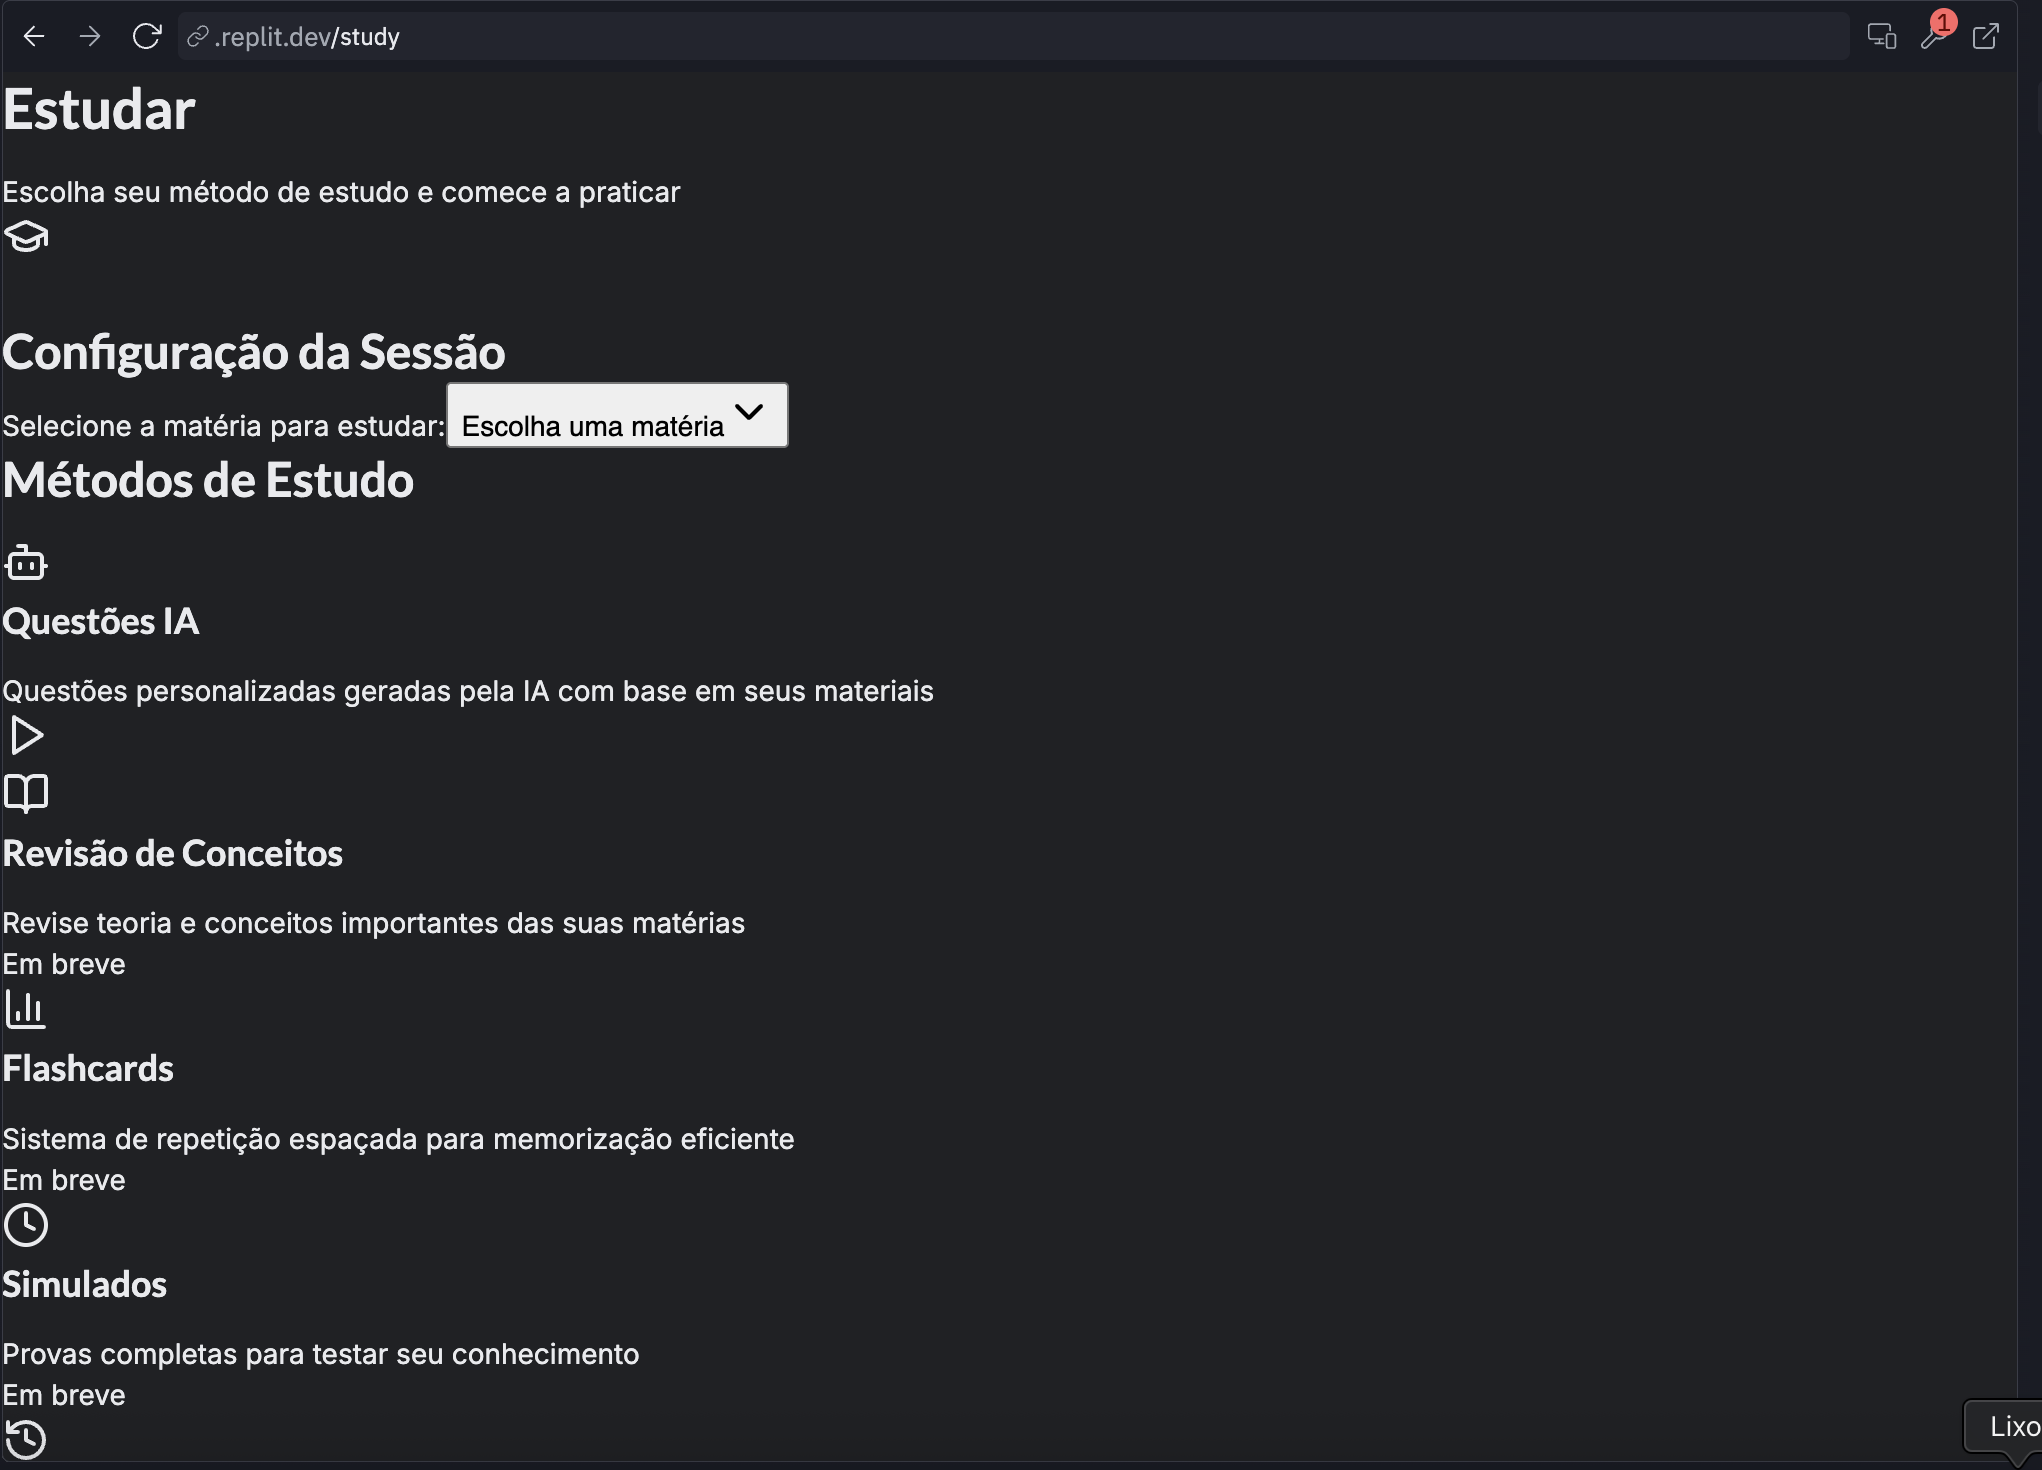 .replit.dev/study
1
Estudar
Escolha seu método de estudo e comece a praticar
Configuração da Sessão
Selecione a matéria para estudar: Escolha uma matéria
Métodos de Estudo
Questões IA
Questões personalizadas geradas pela IA com base em seus materiais
Revisão de Conceitos
Revise teoria e conceitos importantes das suas matérias
Em breve
Flashcards
Sistema de repetição espaçada para memorização eficiente
Em breve
Simulados
Provas completas para testar seu conhecimento
Em breve
Lixo